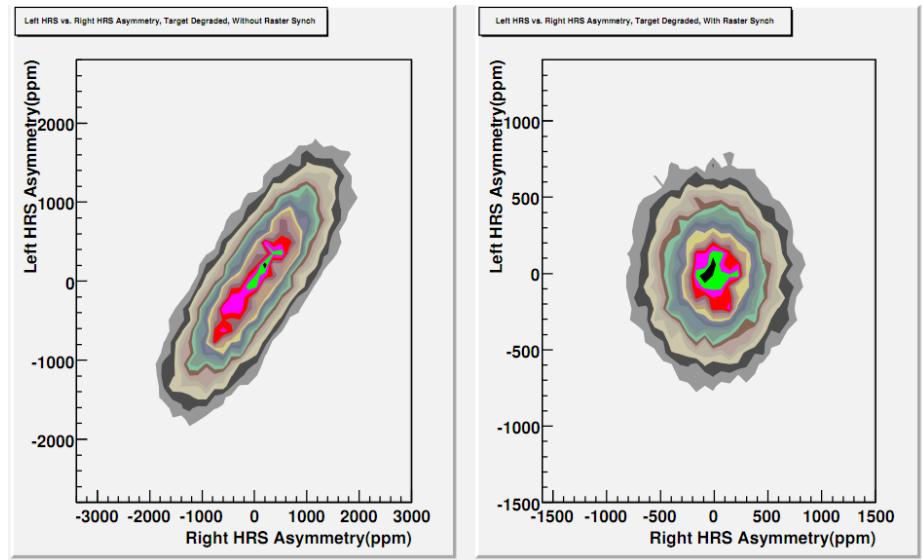 Left HRS vs. Right HRS Asymmetry, Target Degraded, Without Raster Synch
Left HRS Asymmetry(ppm)
2000
1000
0
-1000
-2000
-3000 -2000 -1000 0 1000 2000 3000
Right HRS Asymmetry(ppm)
Left HRS vs. Right HRS Asymmetry, Target Degraded, With Raster Synch
Left HRS Asymmetry(ppm)
1000
500
0
-500
-1000
-1500
-1500 -1000 -500 0 500 1000 1500
Right HRS Asymmetry(ppm)